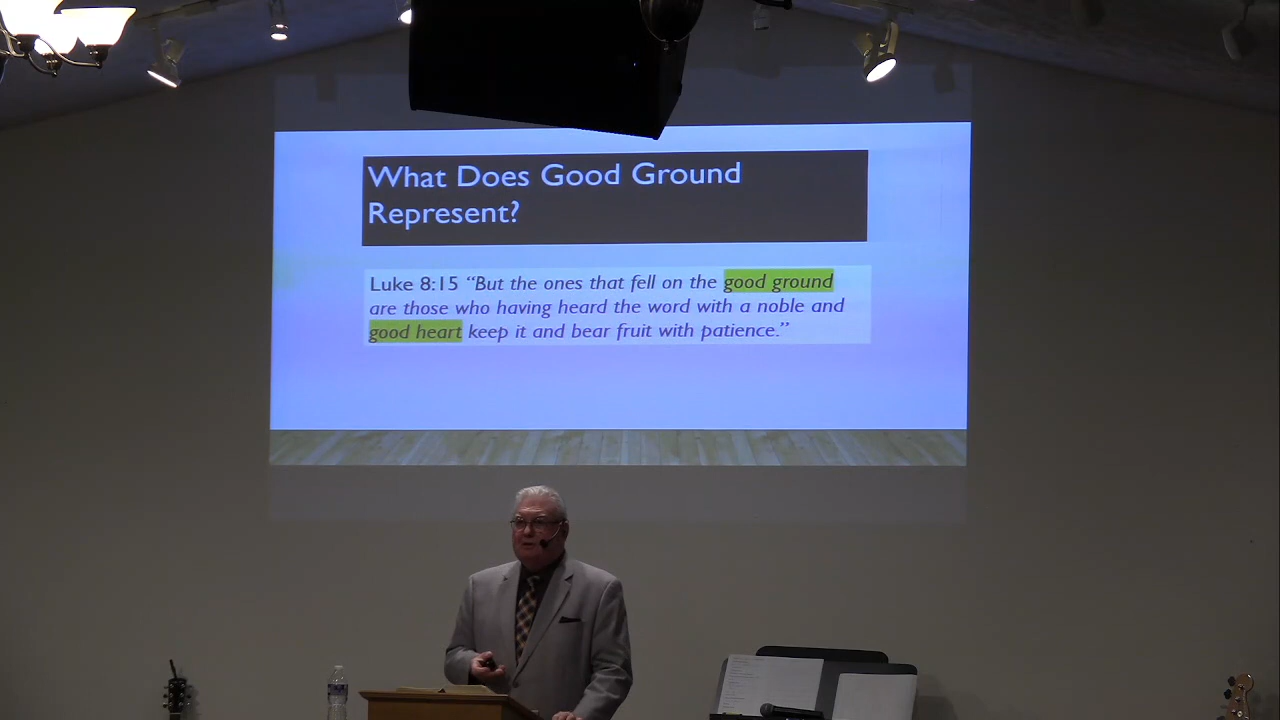 What Does Good Ground
Represent?
Luke 8:15 “But the ones that fell on the good ground
are those who having heard the word with a noble and
good heart keep it and bear fruit with patience.”